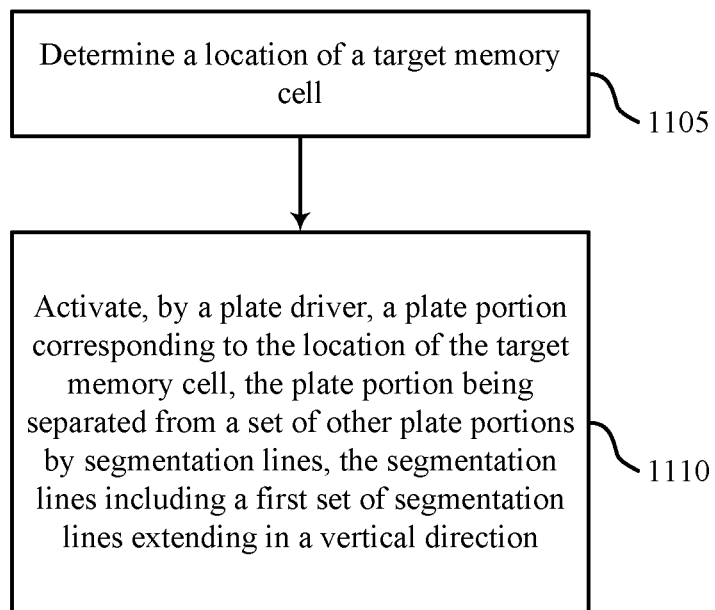 Determine a location of a target memory
cell
1105
Activate, by a plate driver, a plate portion
corresponding to the location of the target
memory cell, the plate portion being
separated from a set of other plate portions
by segmentation lines, the segmentation
lines including a first set of segmentation
lines extending in a vertical direction
1110